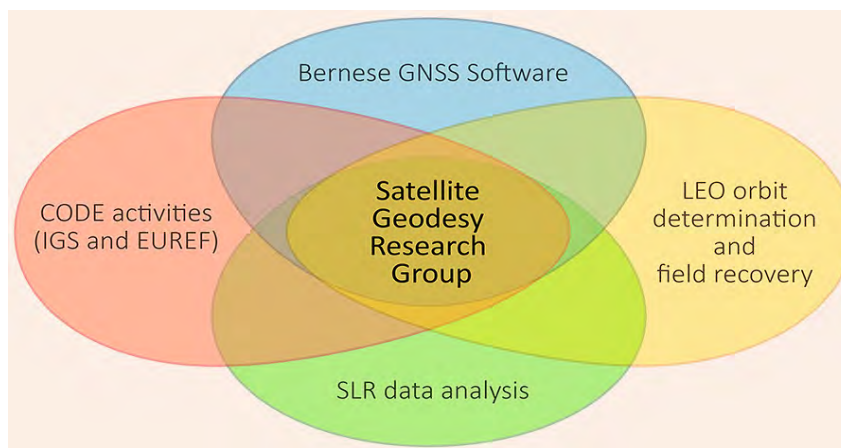 Bernese GNSS Software
CODE activities
(IGS and EUREF)
Satellite
Geodesy
Research
Group
LEO orbit
determination
and
field recovery
SLR data analysis